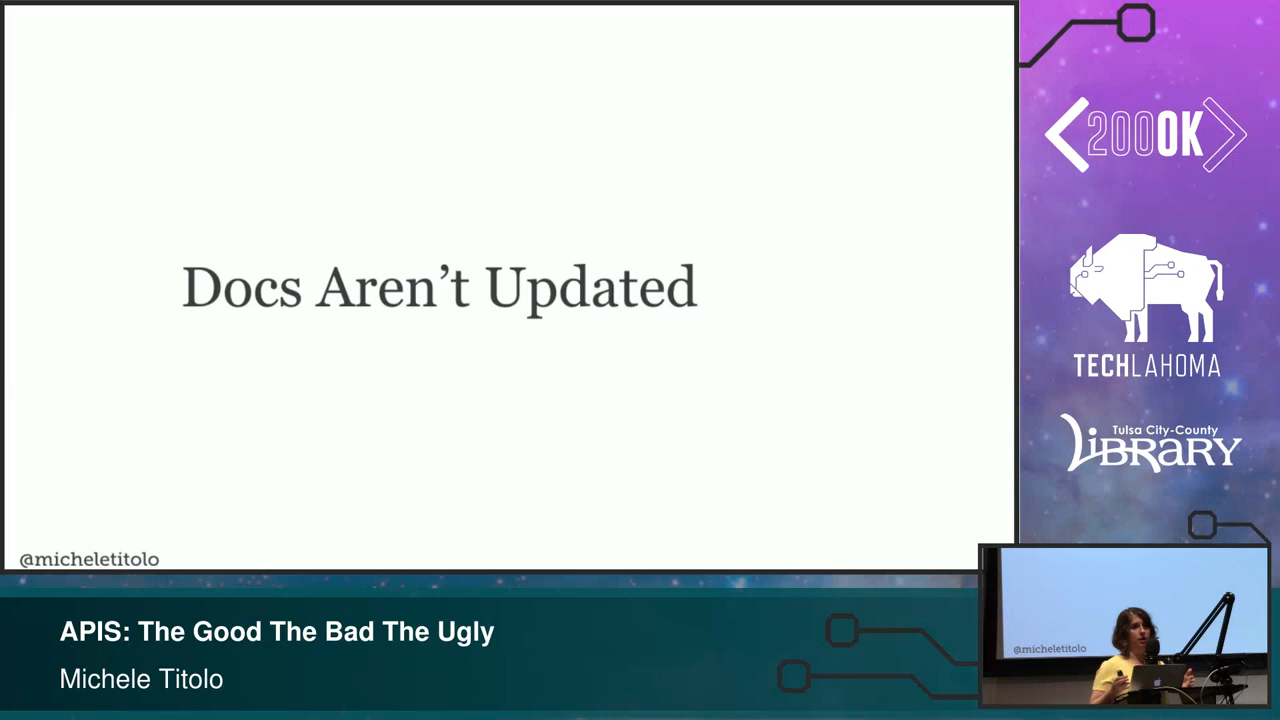 Docs Aren’t Updated
@micheletitolo
<200OK>
TECHLAHOMA
Tulsa City-County
LIBRARY
@micheletitolo
APIS: The Good The Bad The Ugly
Michele Titolo